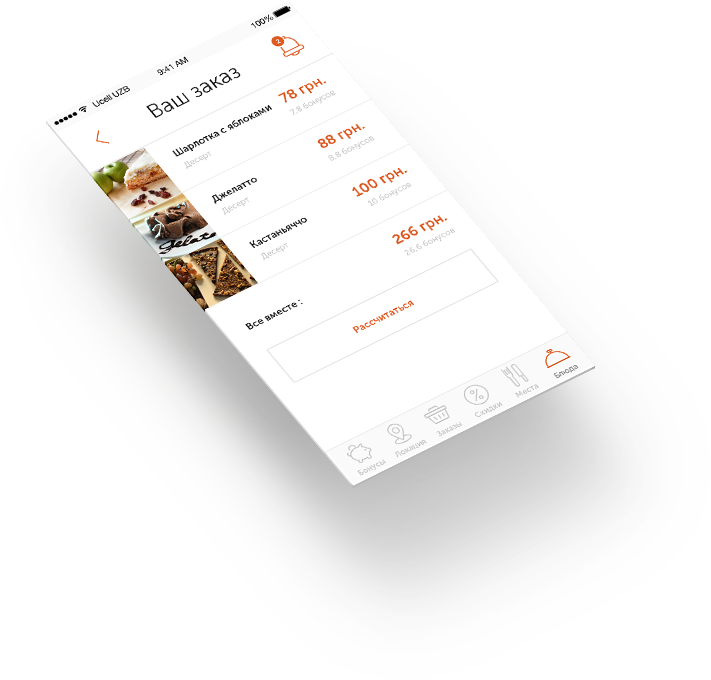 Ucell UZB 9:41 AM 100%
Ваш заказ 2
Шарлотка с яблоками 78 грн.
Десерт 7,8 бонусов
Джелатто 88 грн.
Десерт 8,8 бонусов
Gelato
Кастаньяччо 100 грн.
Десерт 10 бонусов
Все вместе : 266 грн.
26,6 бонусов
Рассчитаться
Бонусы Локация Заказы Скидки Места Блюда